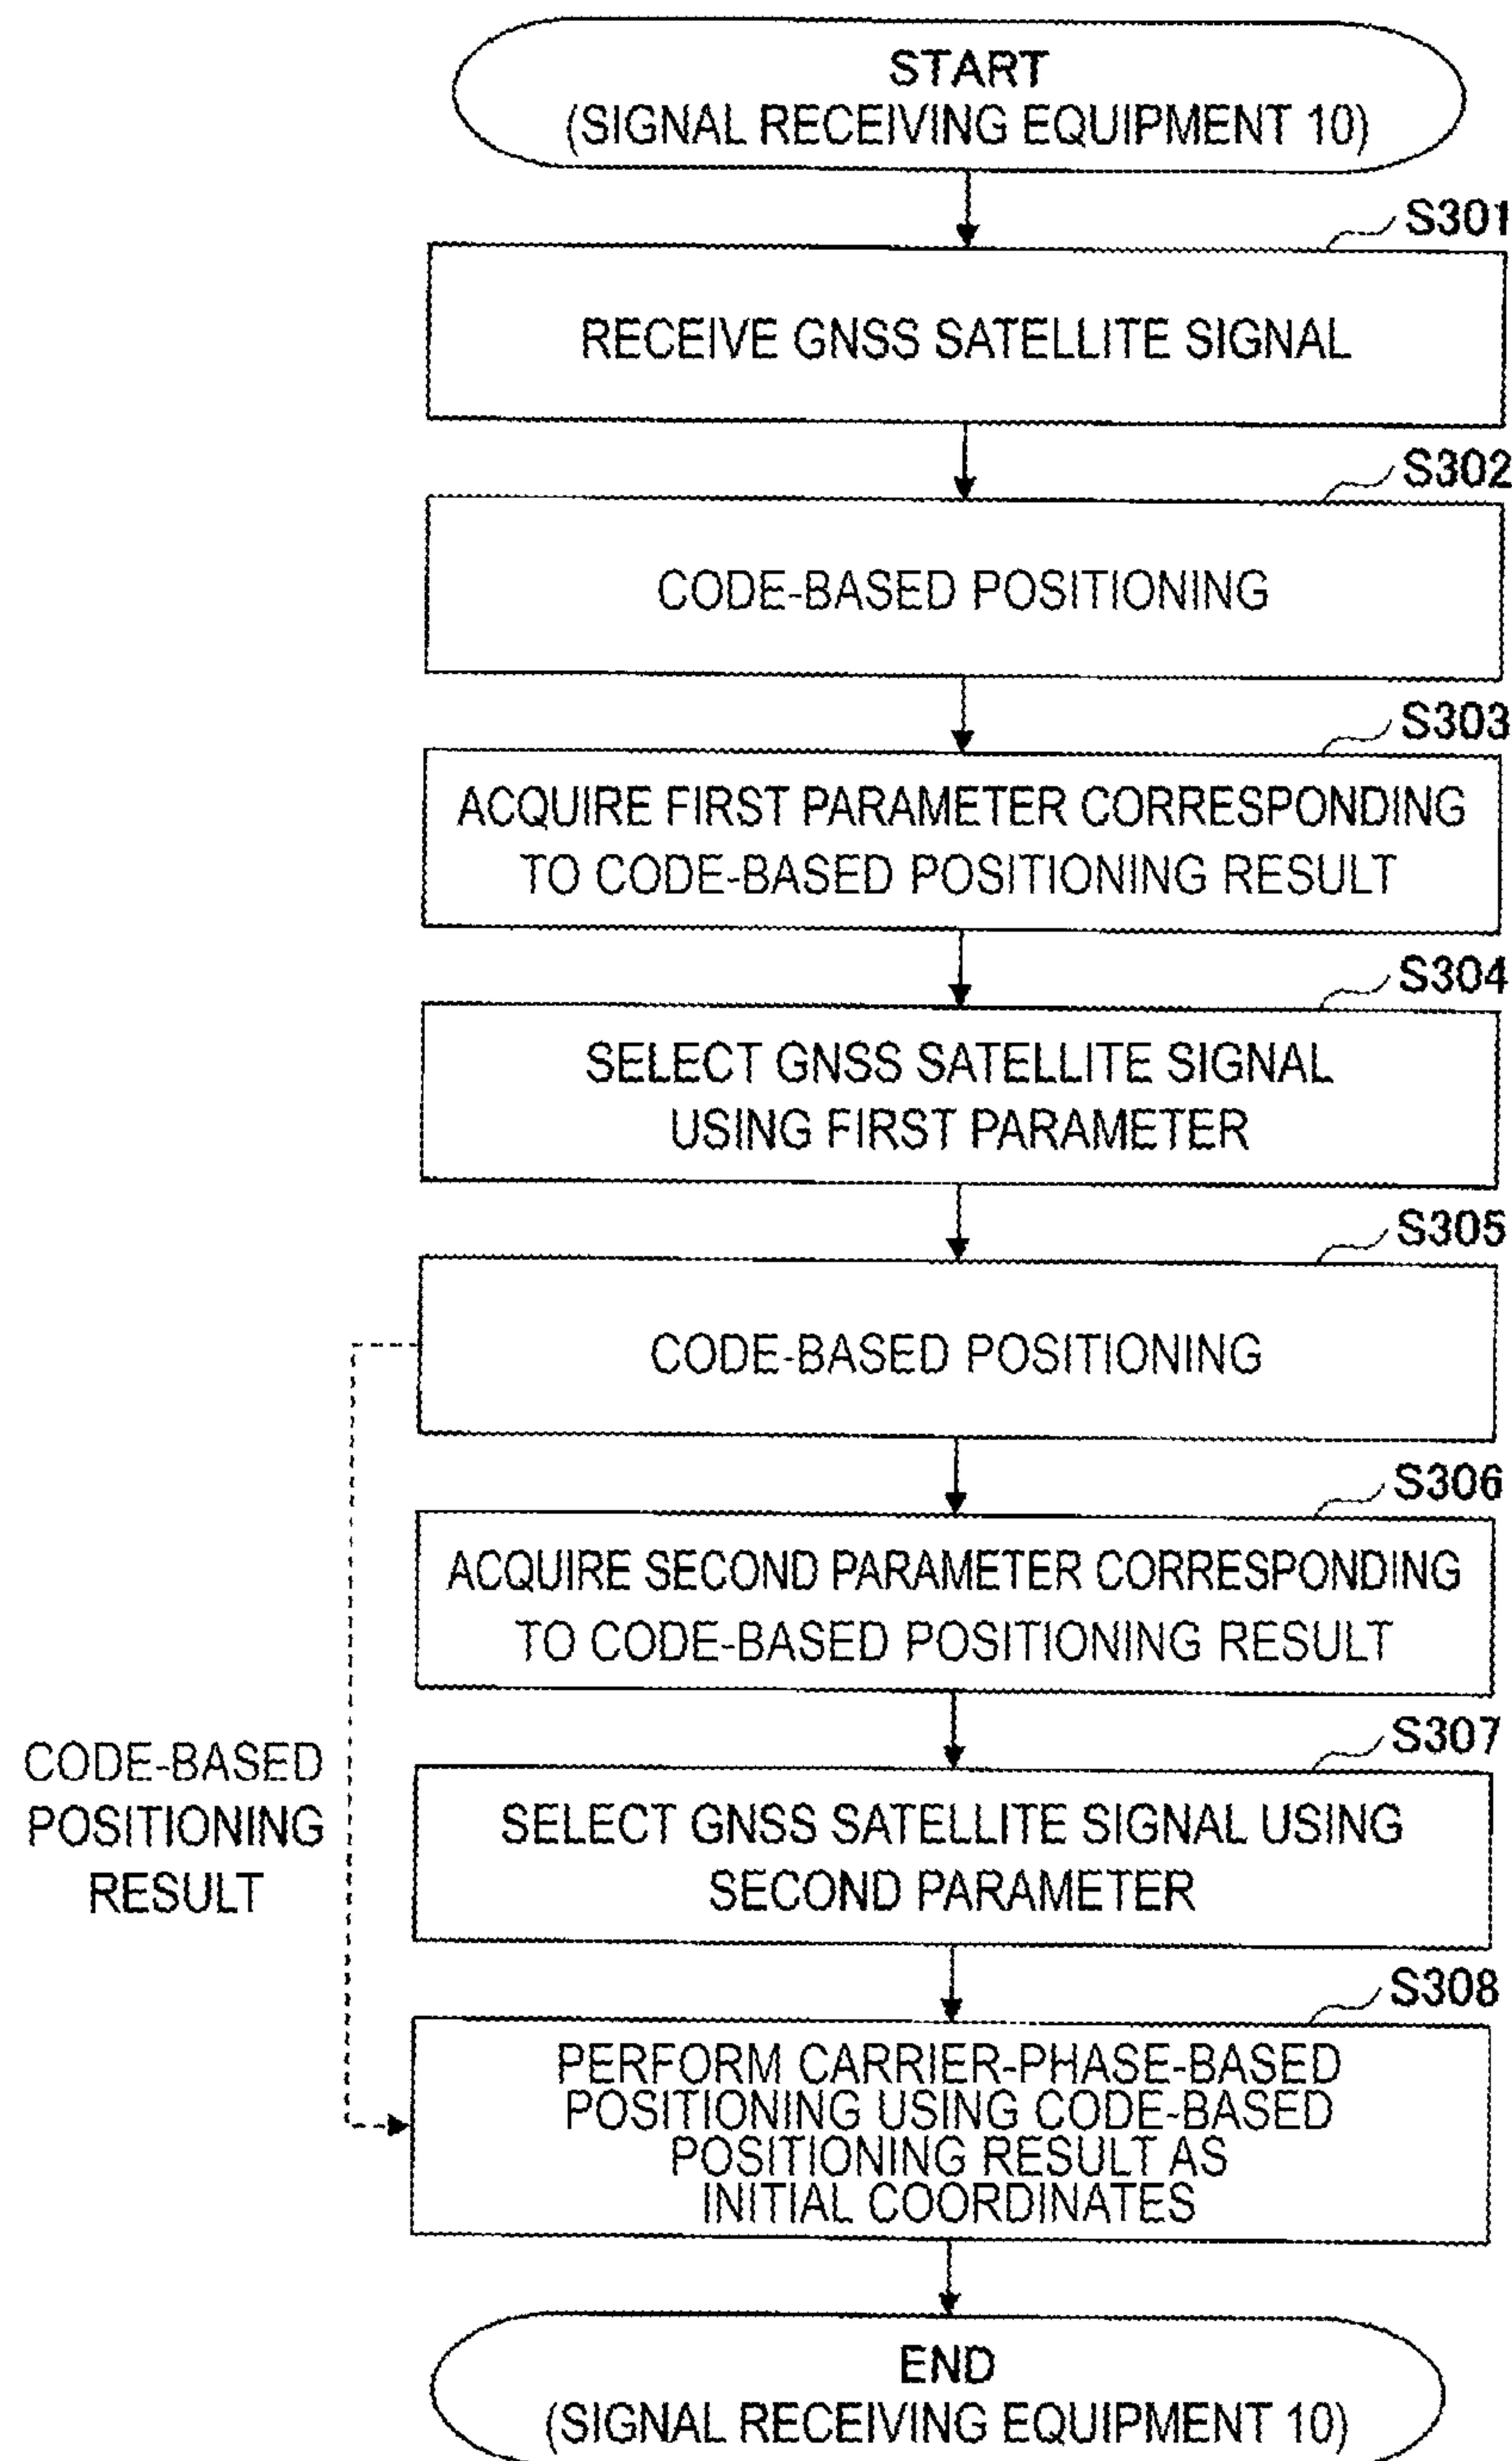 START
(SIGNAL RECEIVING EQUIPMENT 10)
S301
RECEIVE GNSS SATELLITE SIGNAL
S302
CODE-BASED POSITIONING
S303
ACQUIRE FIRST PARAMETER CORRESPONDING
TO CODE-BASED POSITIONING RESULT
S304
SELECT GNSS SATELLITE SIGNAL
USING FIRST PARAMETER
S305
CODE-BASED POSITIONING
S306
ACQUIRE SECOND PARAMETER CORRESPONDING
TO CODE-BASED POSITIONING RESULT
CODE-BASED
POSITIONING
RESULT
S307
SELECT GNSS SATELLITE SIGNAL USING
SECOND PARAMETER
S308
PERFORM CARRIER-PHASE-BASED
POSITIONING USING CODE-BASED
POSITIONING RESULT AS
INITIAL COORDINATES
END
(SIGNAL RECEIVING EQUIPMENT 10)